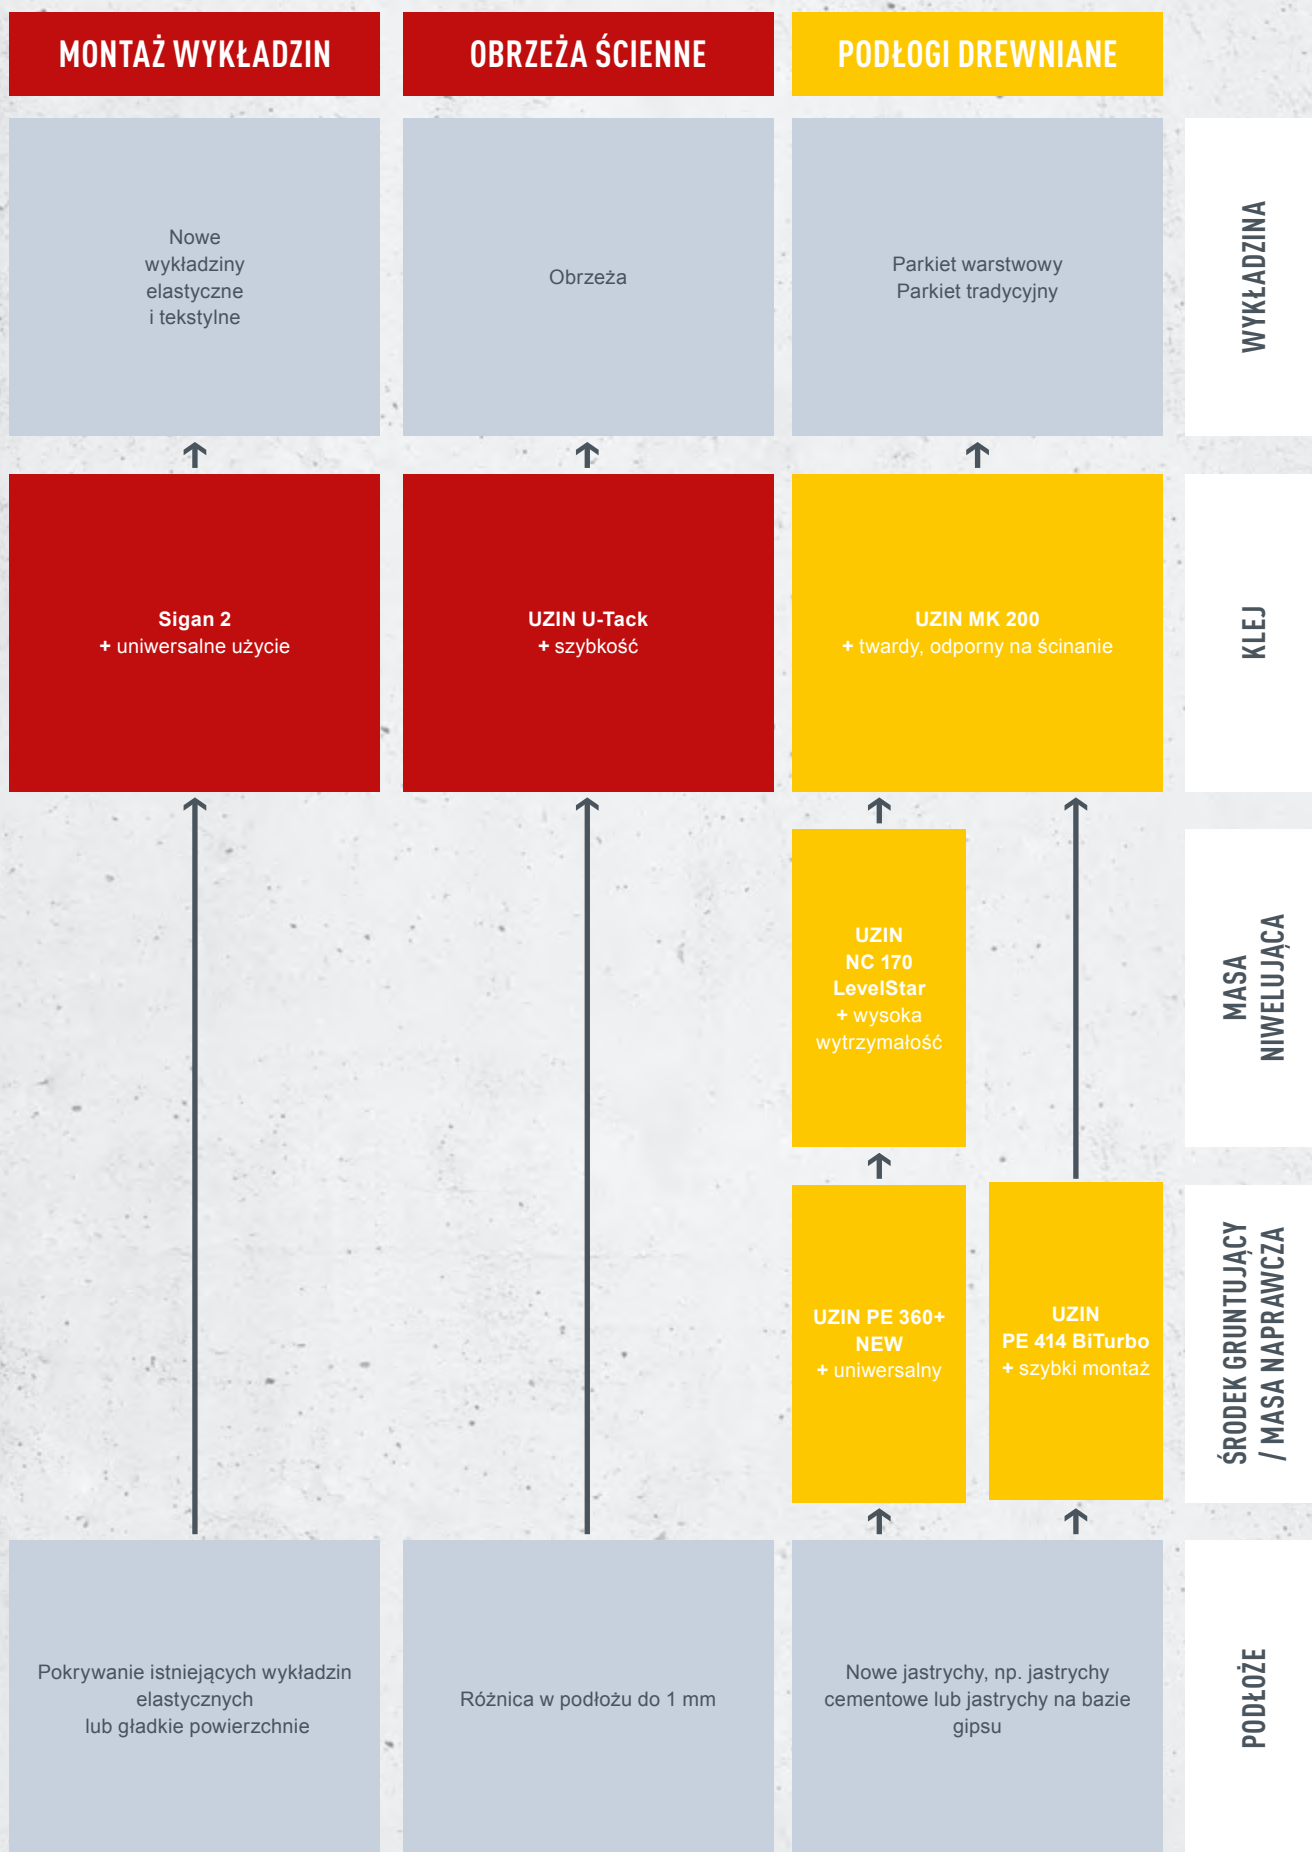 MONTAŻ WYKŁADZIN
OBRZEŻA ŚCIENNE
PODŁOGI DREWNIANE
Nowe
wykładziny
elastyczne
i tekstylne
Obrzeża
Parkiet warstwowy
Parkiet tradycyjny
WYKŁADZINA
Sigan 2
+ uniwersalne użycie
UZIN U-Tack
+ szybkość
UZIN MK 200
+ twardy, odporny na ścinanie
KLEJ
UZIN
NC 170
LevelStar
+ wysoka
wytrzymałość
MASA
NIWELUJĄCA
UZIN PE 360+
NEW
+ uniwersalny
UZIN
PE 414 BiTurbo
+ szybki montaż
ŚRODEK GRUNTUJĄCY
/ MASA NAPRAWCZA
Pokrywanie istniejących wykładzin
elastycznych
lub gładkie powierzchnie
Różnica w podłożu do 1 mm
Nowe jastrychy, np. jastrychy
cementowe lub jastrychy na bazie
gipsu
PODŁOŻE